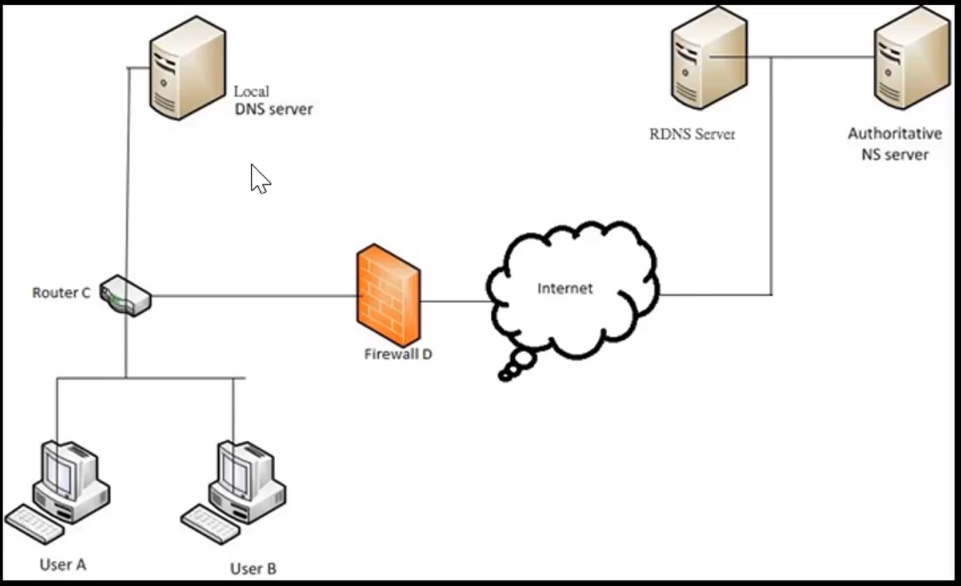 Local
DNS server
RDNS Server
Authoritative
NS server
Router C
Internet
Firewall D
User A
User B